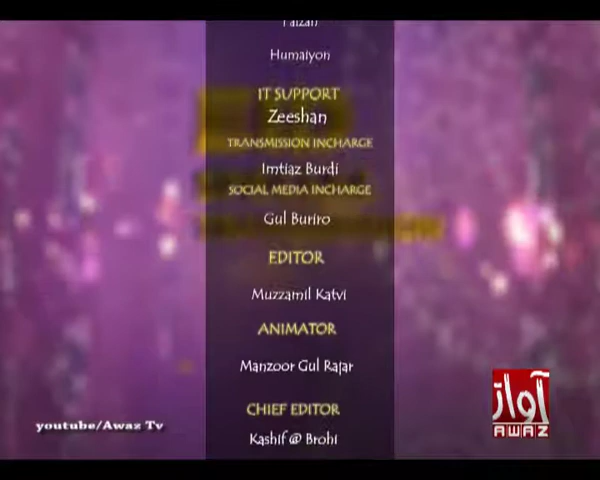 Faizan
Humaiyon
IT SUPPORT
Zeeshan
TRANSMISSION INCHARGE
Imtiaz Burdi
SOCIAL MEDIA INCHARGE
Gul Buriro
EDITOR
Muzzamil Katvi
ANIMATOR
Manzoor Gul Rajar
CHIEF EDITOR
Kashif @ Brohi
youtube/Awaz Tv
آواز
AWAZ